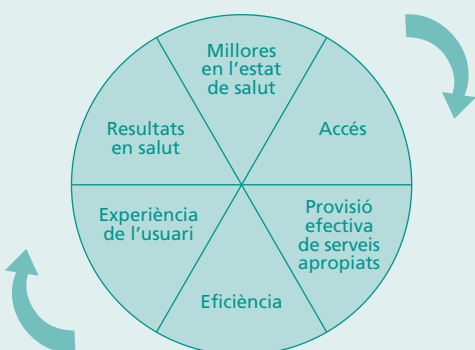 Millores
en l'estat
de salut
Accés
Provisió
efectiva
de serveis
apropiats
Eficiència
Experiència
de l'usuari
Resultats
en salut